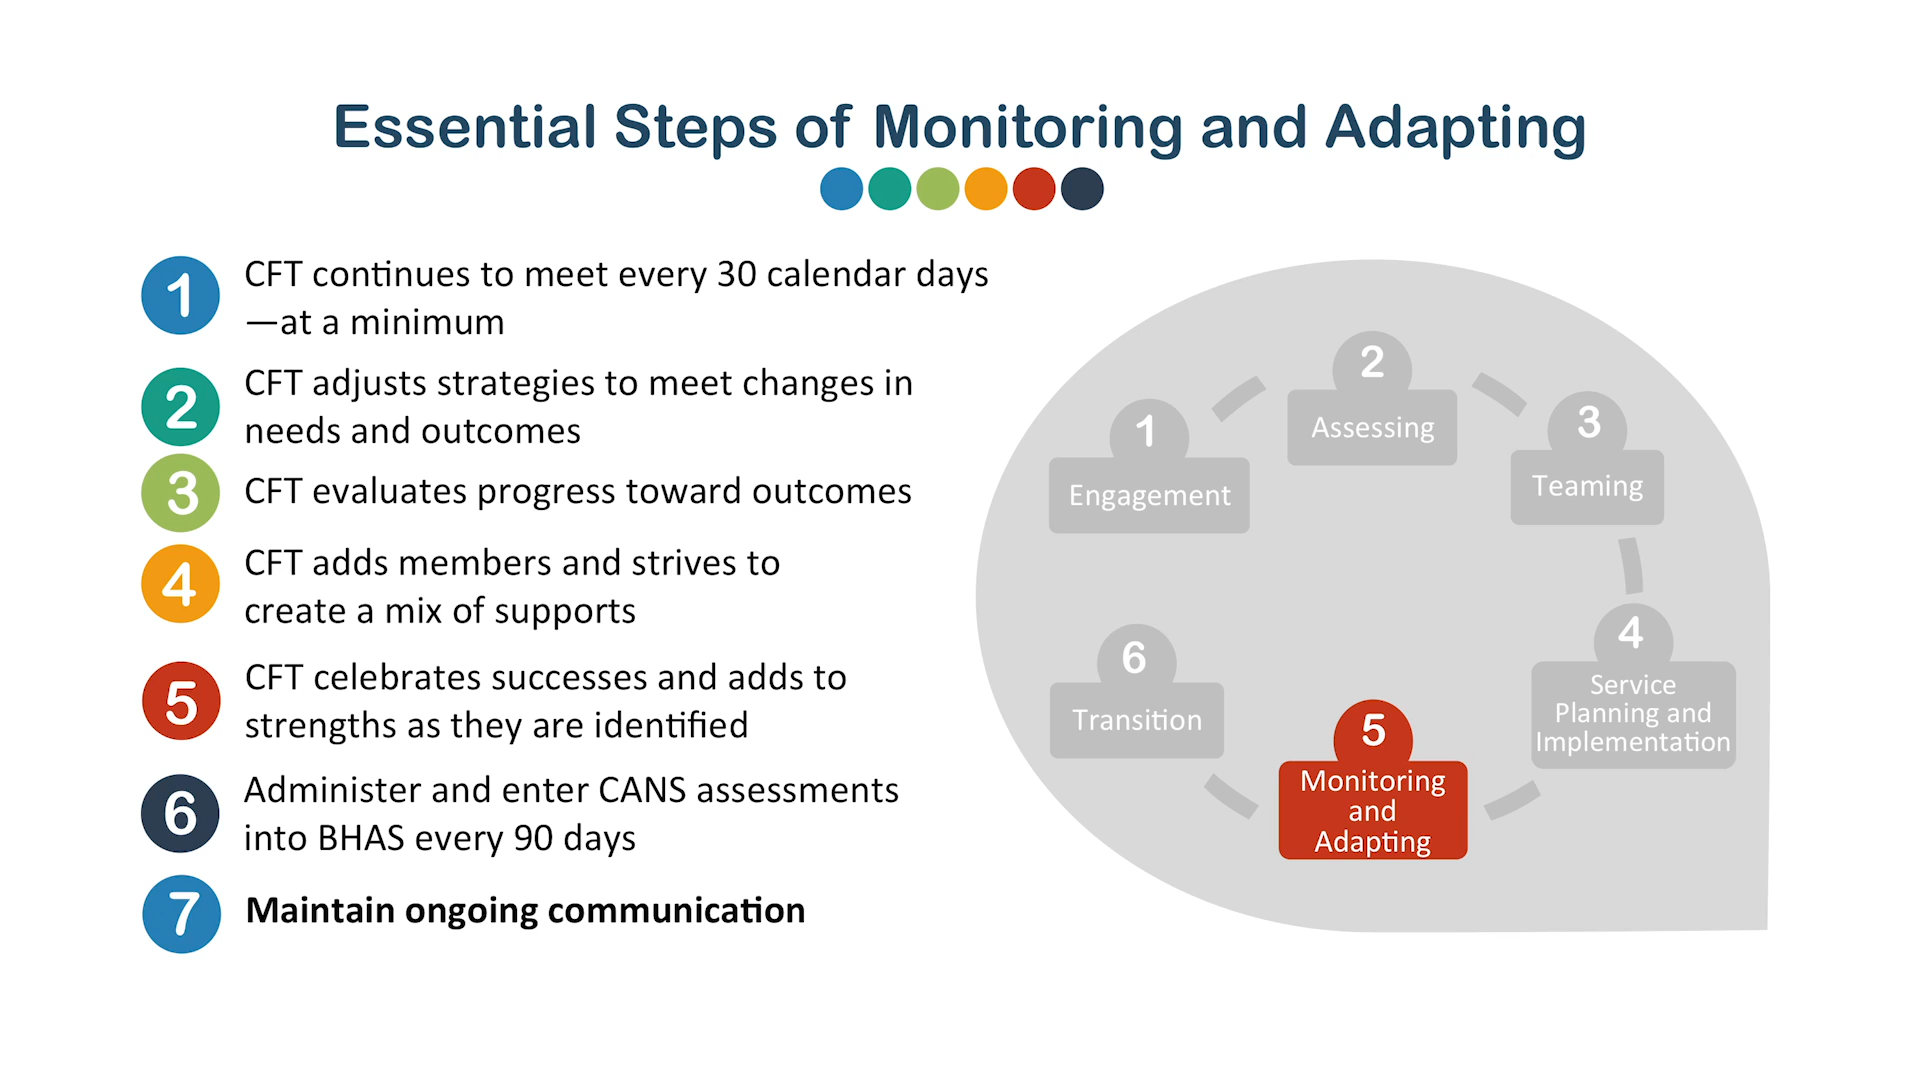 Essential Steps of Monitoring and Adapting
1 CFT continues to meet every 30 calendar days
—at a minimum
2 CFT adjusts strategies to meet changes in
needs and outcomes
3 CFT evaluates progress toward outcomes
4 CFT adds members and strives to
create a mix of supports
5 CFT celebrates successes and adds to
strengths as they are identified
6 Administer and enter CANS assessments
into BHAS every 90 days
7 Maintain ongoing communication
1
Engagement
2
Assessing
3
Teaming
4
Service
Planning and
Implementation
5
Monitoring
and
Adapting
6
Transition